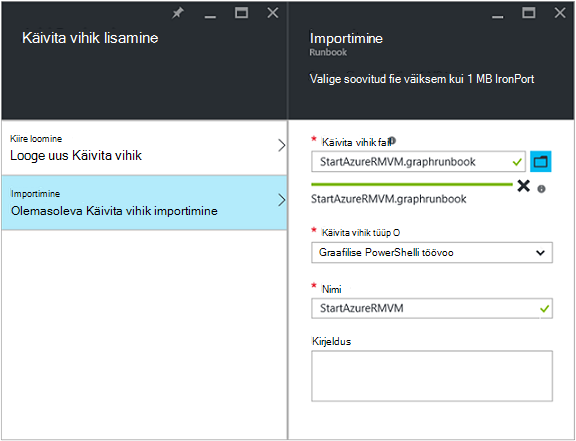 Käivita vihik lisamine
Kiire loomine
Looge uus Käivita vihik
Importimine
Olemasoleva Käivita vihik importimine
Importimine
Runbook
Valige soovitud fie väiksem kui 1 MB IronPort
* Käivita vihik fail
StartAzureRMVM.graphrunbook
StartAzureRMVM.graphrunbook
* Käivita vihik tüüp O
Graafilise PowerShelli töövoo
* Nimi
StartAzureRMVM
Kirjeldus